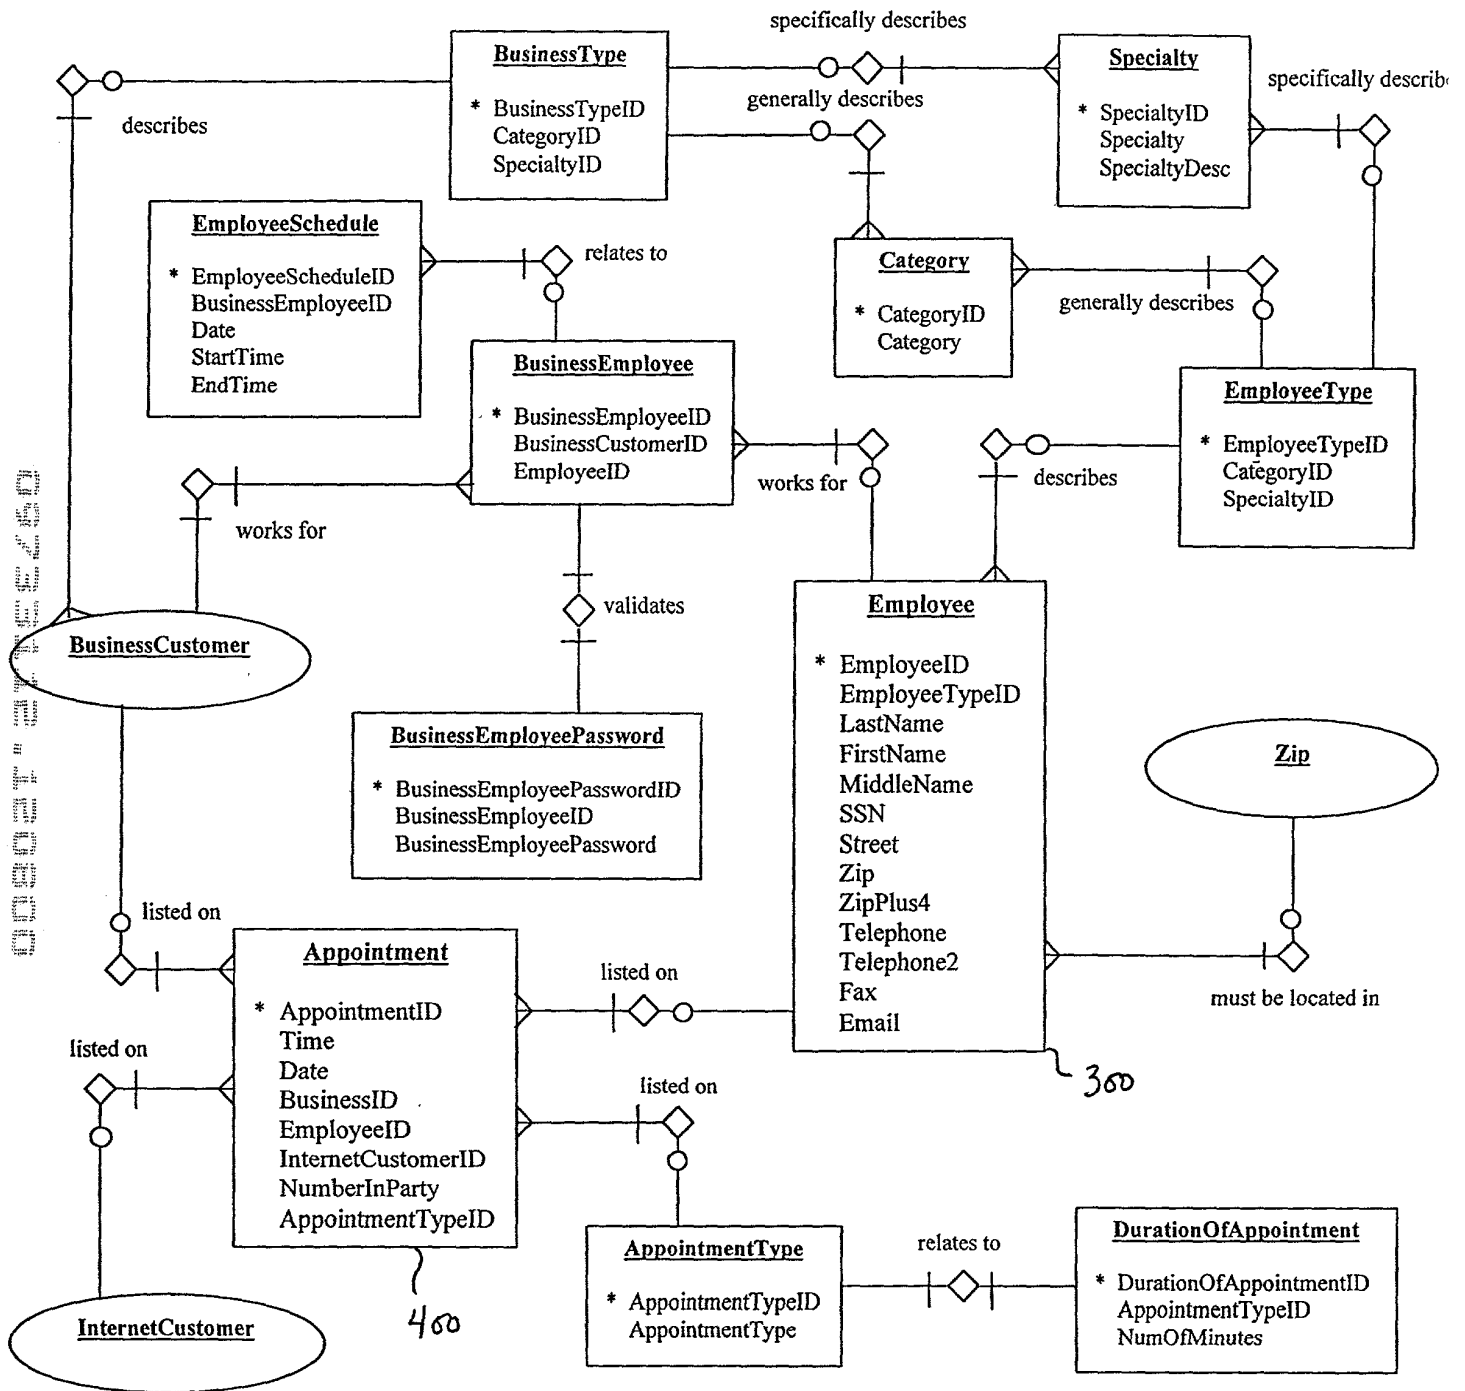 specifically describes
BusinessType
* BusinessTypeID
CategoryID
SpecialtyID
generally describes
Specialty
* SpecialtyID
Specialty
SpecialtyDesc
specifically describ
describes
EmployeeSchedule
* EmployeeScheduleID
BusinessEmployeeID
Date
StartTime
EndTime
relates to
Category
* CategoryID
Category
generally describes
BusinessEmployee
* BusinessEmployeeID
BusinessCustomerID
EmployeeID
works for
describes
EmployeeType
* EmployeeTypeID
CategoryID
SpecialtyID
works for
validates
BusinessCustomer
BusinessEmployeePassword
* BusinessEmployeePasswordID
BusinessEmployeeID
BusinessEmployeePassword
Employee
* EmployeeID
EmployeeTypeID
LastName
FirstName
MiddleName
SSN
Street
Zip
ZipPlus4
Telephone
Telephone2
Fax
Email
300
Zip
must be located in
listed on
Appointment
* AppointmentID
Time
Date
BusinessID
EmployeeID
InternetCustomerID
NumberInParty
AppointmentTypeID
400
listed on
listed on
listed on
InternetCustomer
AppointmentType
* AppointmentTypeID
AppointmentType
relates to
DurationOfAppointment
* DurationOfAppointmentID
AppointmentTypeID
NumOfMinutes